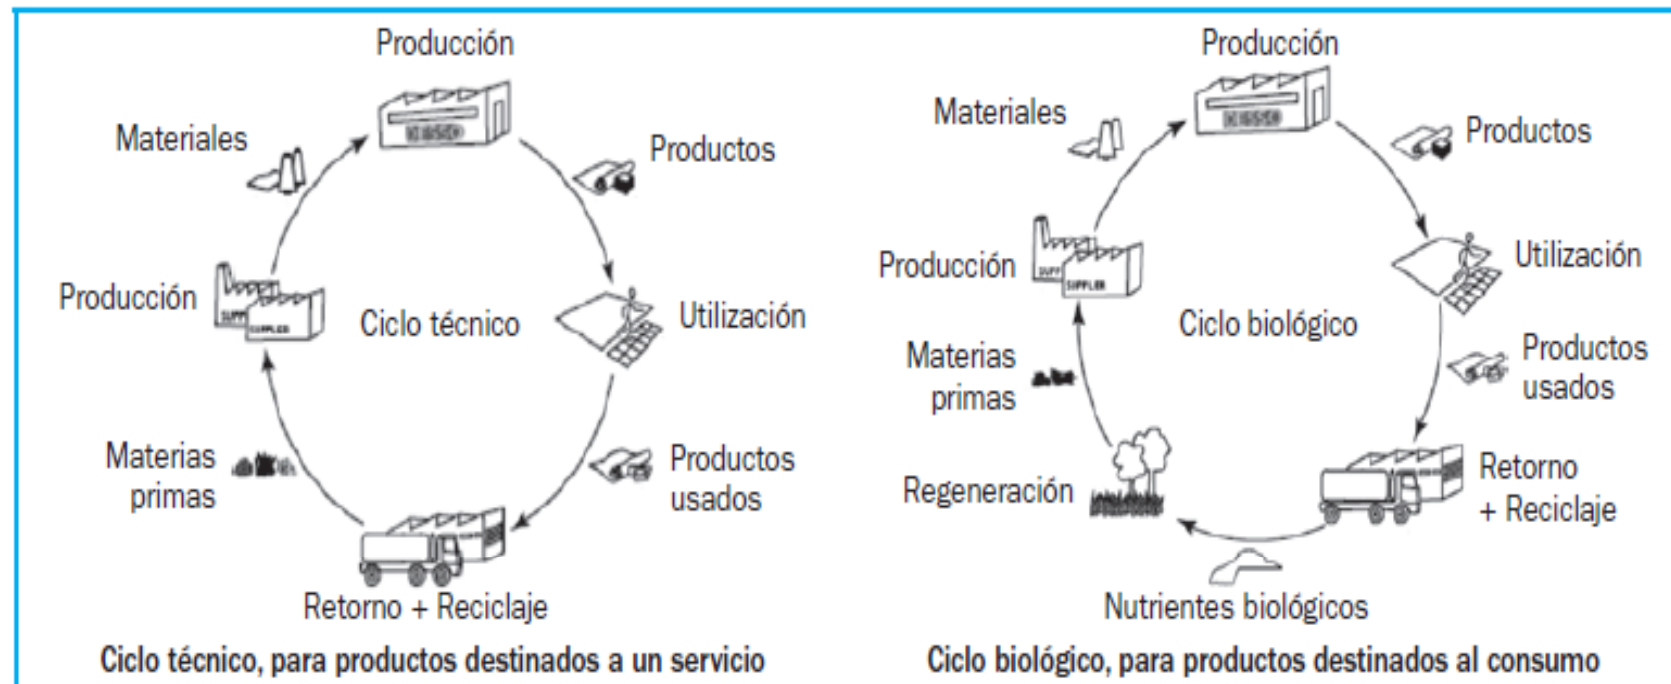 Producción
Materiales
Productos
Producción
SUPPLER
Ciclo técnico
Utilización
Materias
primas
Productos
usados
Retorno + Reciclaje
Ciclo técnico, para productos destinados a un servicio
Producción
Materiales
Productos
Producción
SUPPLER
Ciclo biológico
Utilización
Materias
primas
Productos
usados
Regeneración
Retorno
+ Reciclaje
Nutrientes biológicos
Ciclo biológico, para productos destinados al consumo